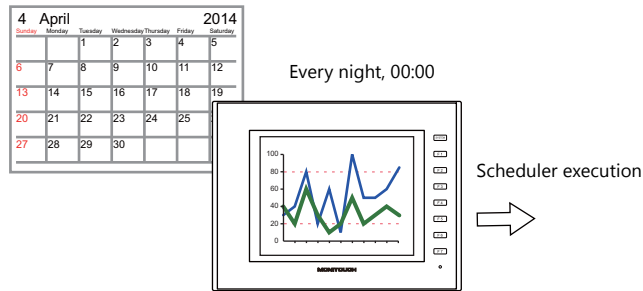 4 April 2014
Sunday Monday Tuesday Wednesday Thursday Friday Saturday
1 2 3 4 5
6 7 8 9 10 11 12
13 14 15 16 17 18 19
20 21 22 23 24 25
27 28 29 30
Every night, 00:00
100
80
60
40
20
0
Scheduler execution
MONITOUCH